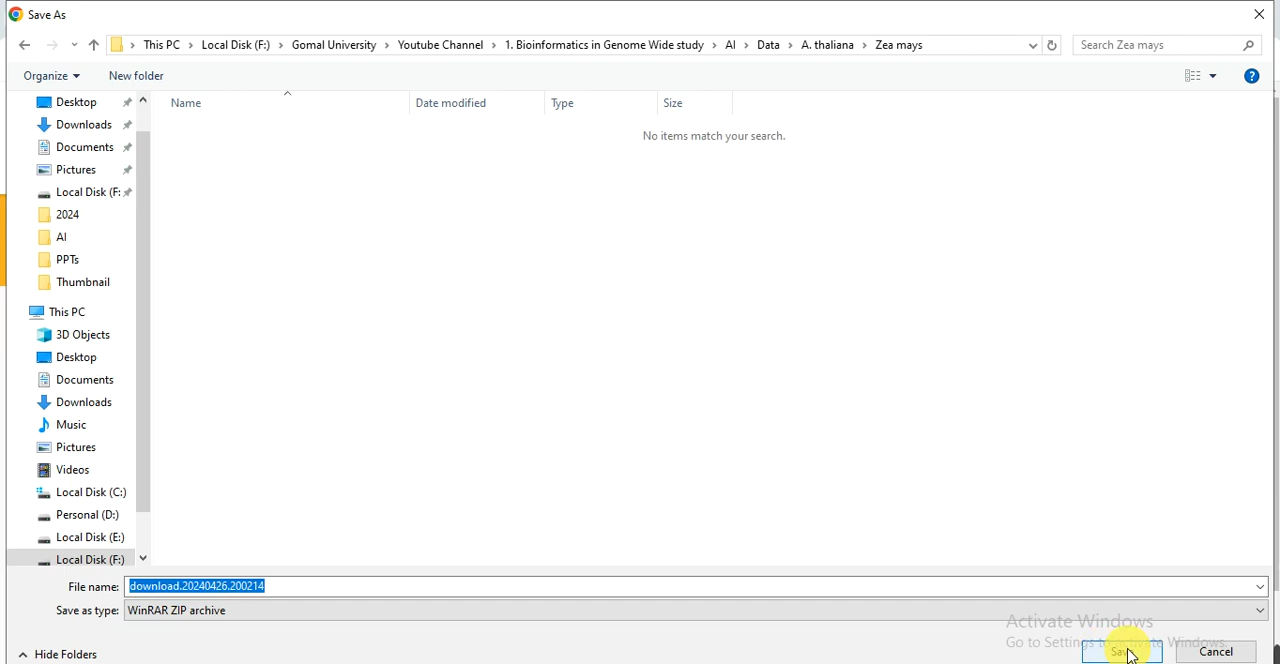 Save As
This PC > Local Disk (F:) > Gomal University > Youtube Channel > 1. Bioinformatics in Genome Wide study > AI > Data > A. thaliana > Zea mays
Search Zea mays
Organize
New folder
Name
Date modified
Type
Size
No items match your search.
Desktop
Downloads
Documents
Pictures
Local Disk (F:
2024
AI
PPTs
Thumbnail
This PC
3D Objects
Desktop
Documents
Downloads
Music
Pictures
Videos
Local Disk (C:)
Personal (D:)
Local Disk (E:)
Local Disk (F:)
File name: download.20240426.200214
Save as type: WinRAR ZIP archive
Activate Windows
Go to Settings to activate Windows.
Save
Cancel
Hide Folders